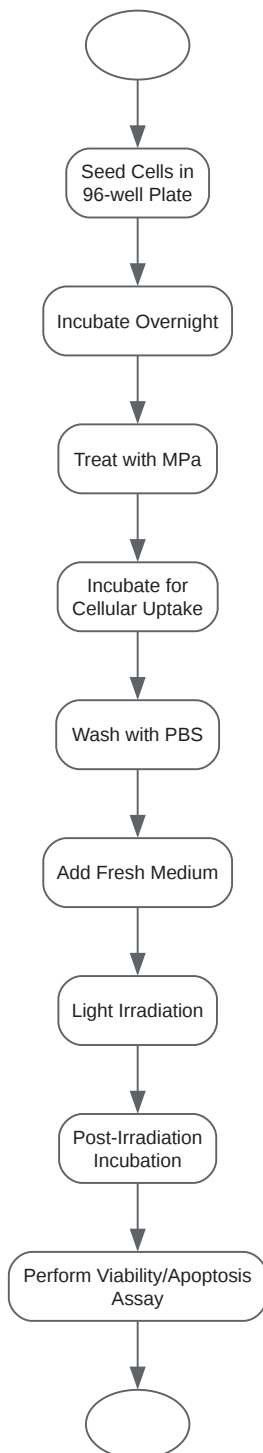 Seed Cells in
96-well Plate
Incubate Overnight
Treat with MPa
Incubate for
Cellular Uptake
Wash with PBS
Add Fresh Medium
Light Irradiation
Post-Irradiation
Incubation
Perform Viability/Apoptosis
Assay